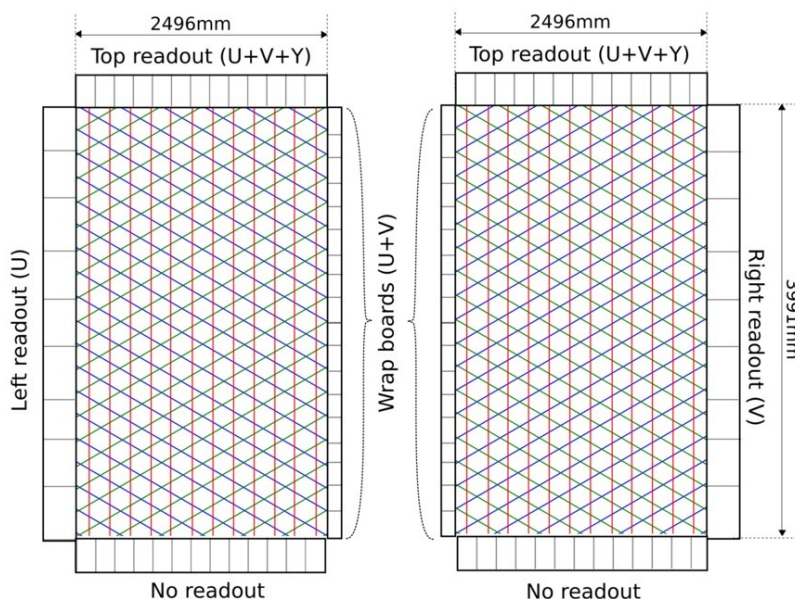 2496mm
Top readout (U+V+Y)
2496mm
Top readout (U+V+Y)
Left readout (U)
Wrap boards (U+V)
Right readout (V)
No readout
No readout